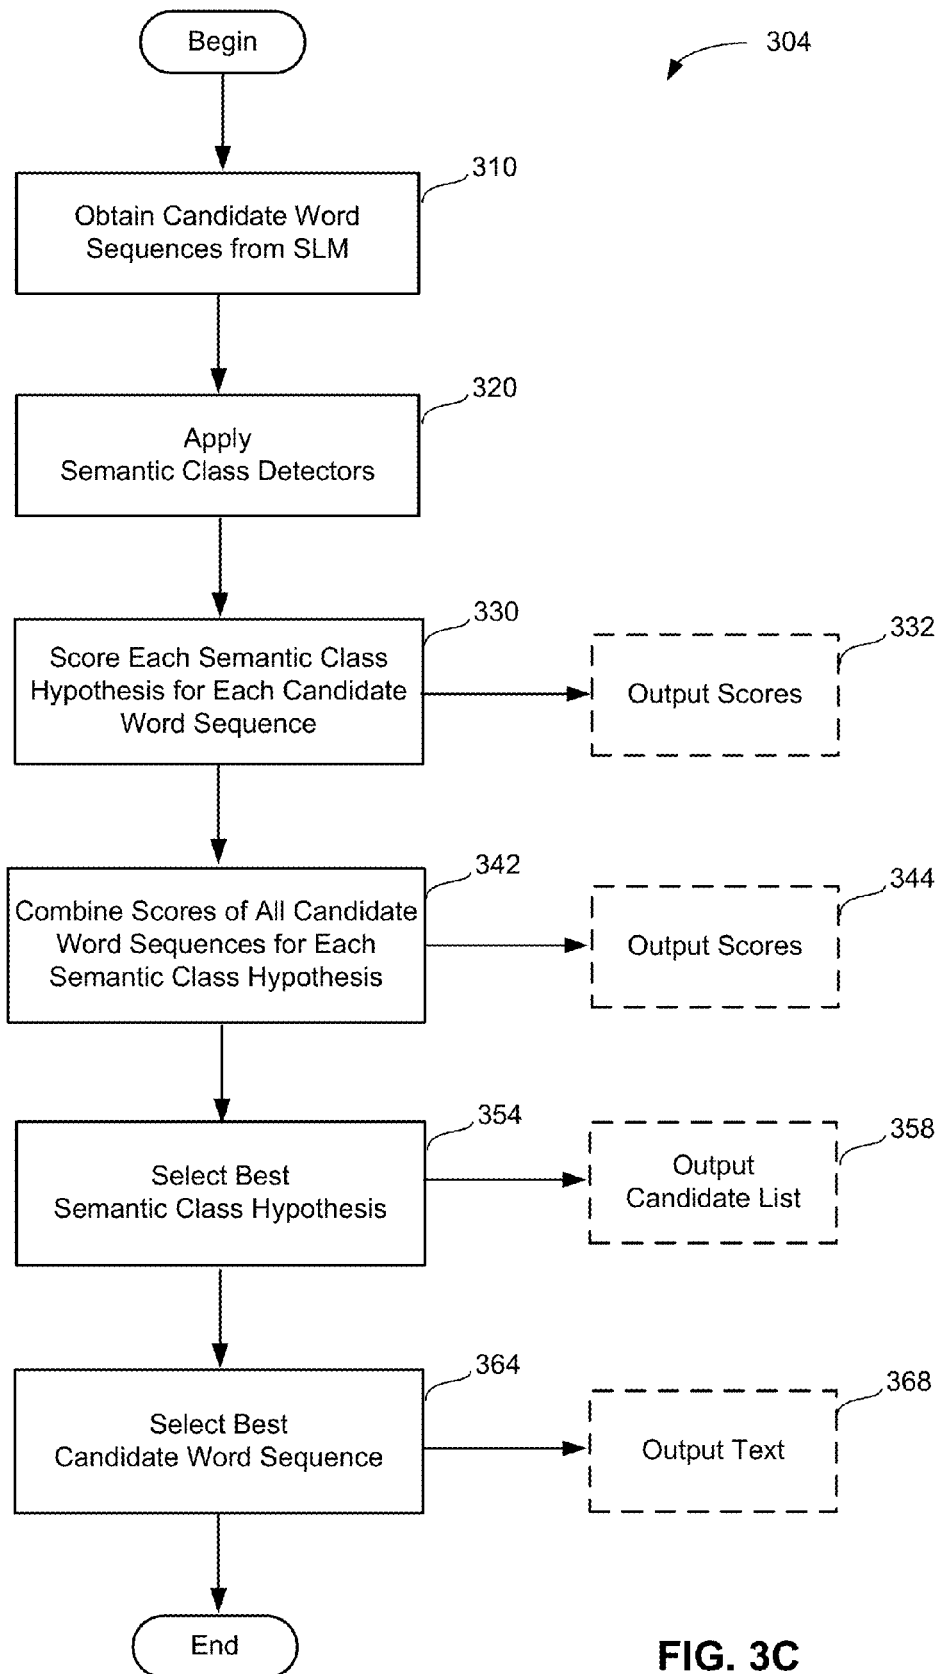 Begin
304
310
Obtain Candidate Word
Sequences from SLM
320
Apply
Semantic Class Detectors
330
Score Each Semantic Class
Hypothesis for Each Candidate
Word Sequence
332
Output Scores
342
Combine Scores of All Candidate
Word Sequences for Each
Semantic Class Hypothesis
344
Output Scores
354
Select Best
Semantic Class Hypothesis
358
Output
Candidate List
364
Select Best
Candidate Word Sequence
368
Output Text
End
FIG. 3C